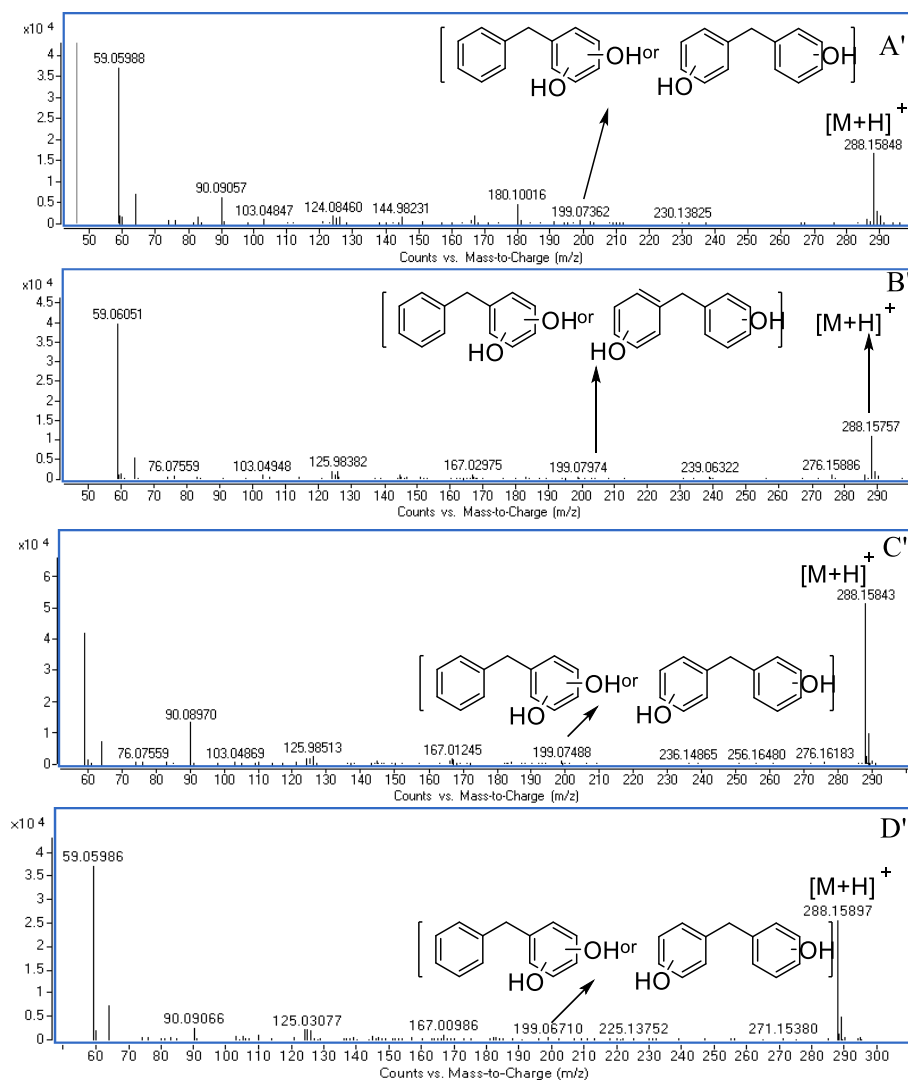 A'
×10 4
59.05988
[M+H] +
288.15848
90.09057
103.04847
124.08460
144.98231
180.10016
199.07362
230.13825
OH or
HO
HO
OH
4
3.5
3
2.5
2
1.5
1
0.5
0
50 60 70 80 90 100 110 120 130 140 150 160 170 180 190 200 210 220 230 240 250 260 270 280 290
Counts vs. Mass-to-Charge (m/z)
B'
×10 4
59.06051
[M+H] +
288.15757
76.07559
103.04948
125.98382
167.02975
199.07974
239.06322
276.15886
OH or
HO
HO
OH
4.5
4
3.5
3
2.5
2
1.5
1
0.5
0
50 60 70 80 90 100 110 120 130 140 150 160 170 180 190 200 210 220 230 240 250 260 270 280 290
Counts vs. Mass-to-Charge (m/z)
C'
×10 4
[M+H] +
288.15843
90.08970
76.07559
103.04869
125.98513
167.01245
199.07488
236.14865
256.16480
276.16183
OH or
HO
HO
OH
6
5
4
3
2
1
0
60 70 80 90 100 110 120 130 140 150 160 170 180 190 200 210 220 230 240 250 260 270 280 290
Counts vs. Mass-to-Charge (m/z)
D'
×10 4
59.05986
[M+H] +
288.15897
90.09066
125.03077
167.00986
199.06710
225.13752
271.15380
OH or
HO
HO
OH
4
3.5
3
2.5
2
1.5
1
0.5
0
60 70 80 90 100 110 120 130 140 150 160 170 180 190 200 210 220 230 240 250 260 270 280 290 300
Counts vs. Mass-to-Charge (m/z)